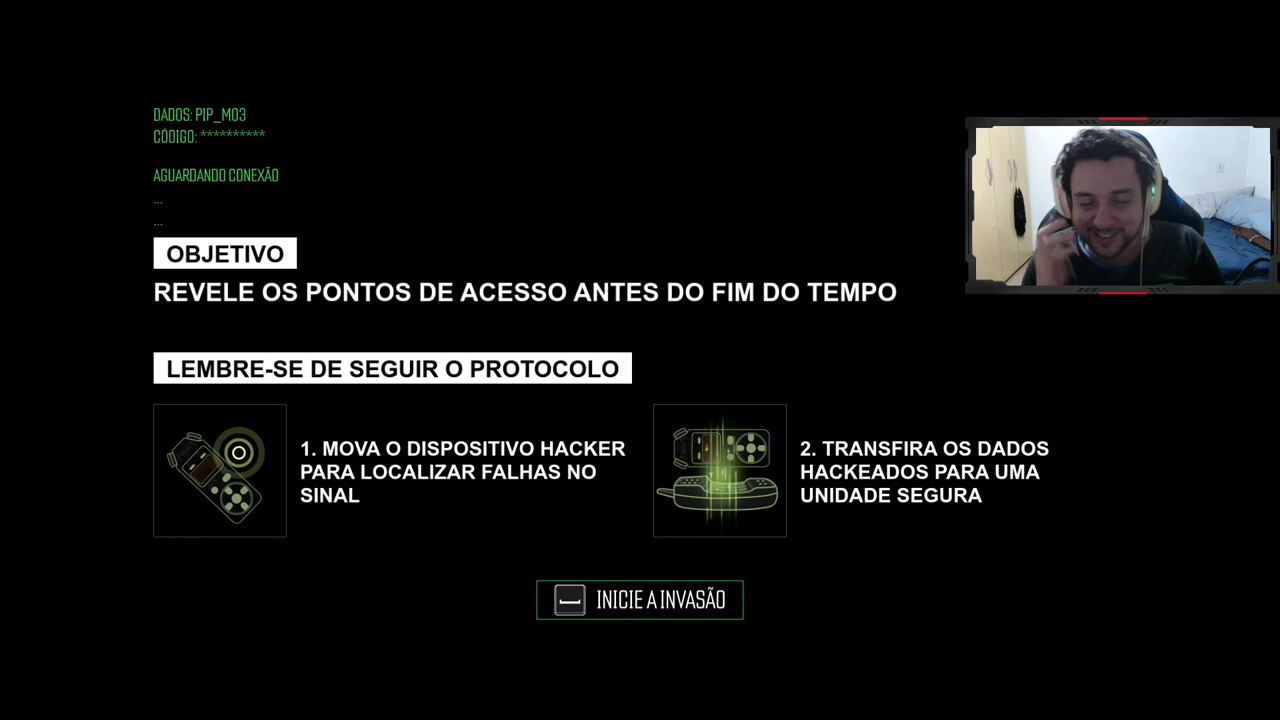 DADOS: PIP_M03
CÓDIGO: **********
AGUARDANDO CONEXÃO
...
...
OBJETIVO
REVELE OS PONTOS DE ACESSO ANTES DO FIM DO TEMPO
LEMBRE-SE DE SEGUIR O PROTOCOLO
1. MOVA O DISPOSITIVO HACKER
PARA LOCALIZAR FALHAS NO
SINAL
2. TRANSFIRA OS DADOS
HACKEADOS PARA UMA
UNIDADE SEGURA
INICIE A INVASÃO